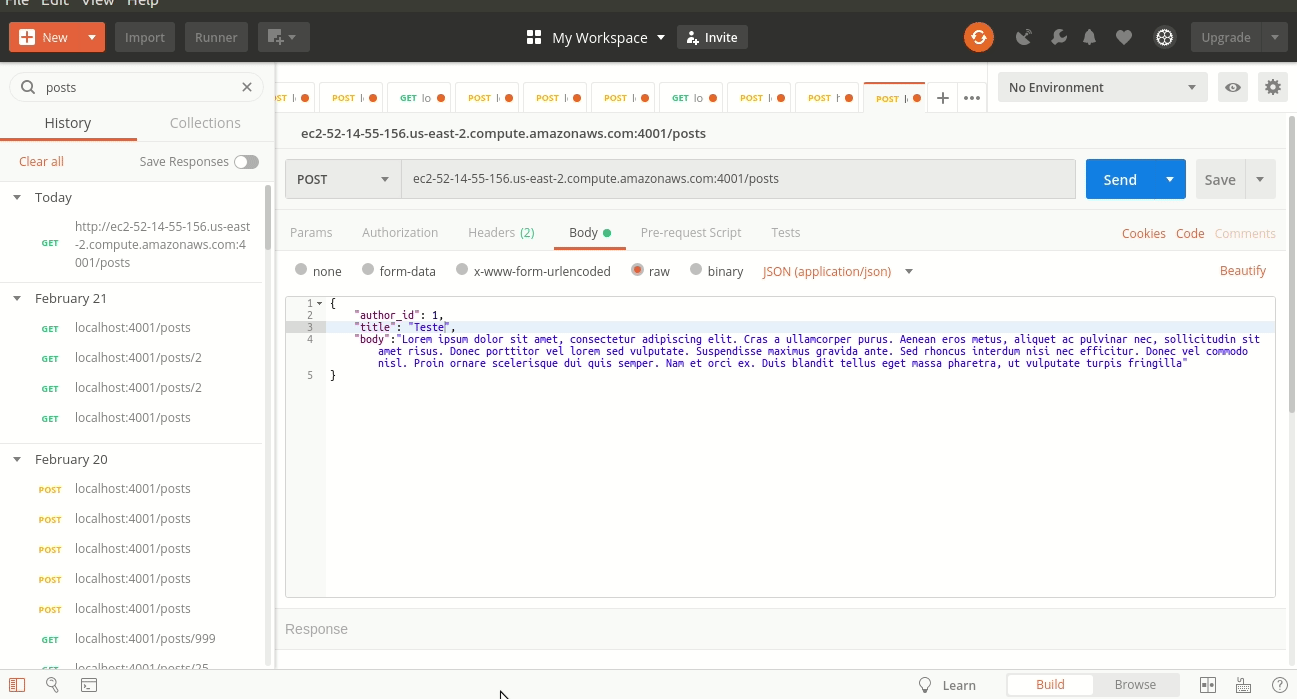 File Edit View Help
New Import Runner My Workspace Invite Upgrade
posts
History Collections
Clear all Save Responses
Today
GET http://ec2-52-14-55-156.us-east
-2.compute.amazonaws.com:4
001/posts
February 21
GET localhost:4001/posts
GET localhost:4001/posts/2
GET localhost:4001/posts/2
GET localhost:4001/posts
February 20
POST localhost:4001/posts
POST localhost:4001/posts
POST localhost:4001/posts
POST localhost:4001/posts
POST localhost:4001/posts
GET localhost:4001/posts/999
GET localhost:4001/posts/25
POST GET lo POST POST POST GET lo POST POST POST No Environment
ec2-52-14-55-156.us-east-2.compute.amazonaws.com:4001/posts
POST ec2-52-14-55-156.us-east-2.compute.amazonaws.com:4001/posts Send Save
Params Authorization Headers (2) Body Pre-request Script Tests Cookies Code Comments
none form-data x-www-form-urlencoded raw binary JSON (application/json) Beautify
1 {
2 "author_id": 1,
3 "title": "Teste",
4 "body":"Lorem ipsum dolor sit amet, consectetur adipiscing elit. Cras a ullamcorper purus. Aenean eros metus, aliquet ac pulvinar nec, sollicitudin sit
amet risus. Donec porttitor vel lorem sed vulputate. Suspendisse maximus gravida ante. Sed rhoncus interdum nisi nec efficitur. Donec vel commodo
nisl. Proin ornare scelerisque dui quis semper. Nam et orci ex. Duis blandit tellus eget massa pharetra, ut vulputate turpis fringilla"
5 }
Response
Learn Build Browse